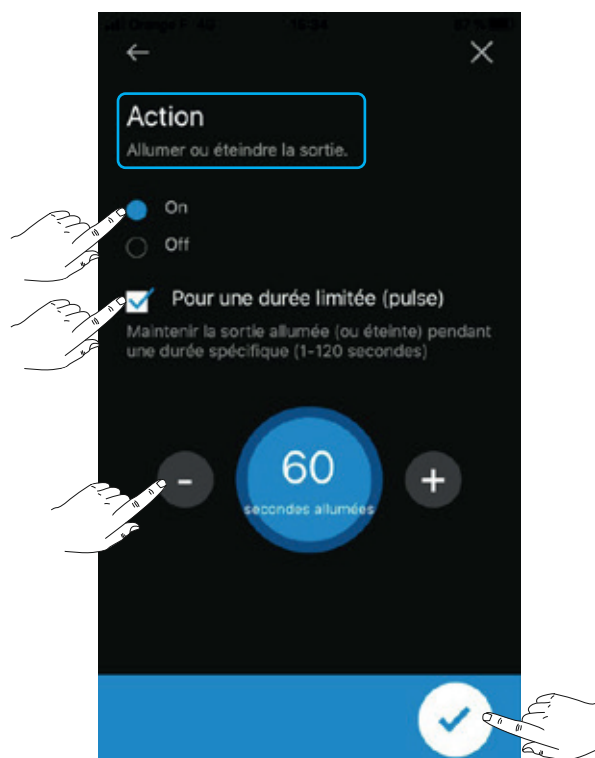 Action
Allumer ou éteindre la sortie.
On
Off
Pour une durée limitée (pulse)
Maintenir la sortie allumée (ou éteinte) pendant
une durée spécifique (1-120 secondes)
-
60
secondes allumées
+